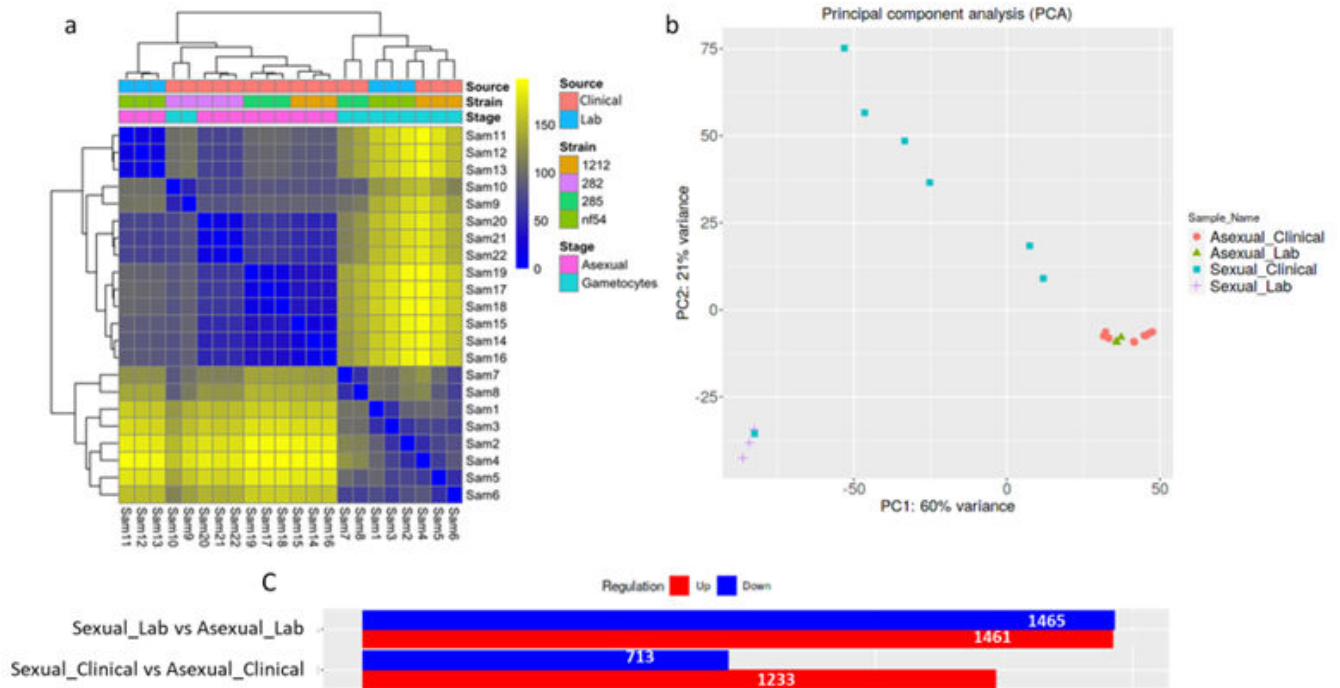 a
Source
Strain
Stage
Sam11
Sam12
Sam13
Sam10
Sam9
Sam20
Sam21
Sam22
Sam19
Sam17
Sam18
Sam15
Sam14
Sam16
Sam7
Sam8
Sam1
Sam3
Sam2
Sam4
Sam5
Sam6
Sam11
Sam12
Sam13
Sam10
Sam9
Sam20
Sam21
Sam22
Sam19
Sam17
Sam18
Sam15
Sam14
Sam16
Sam7
Sam8
Sam1
Sam3
Sam2
Sam4
Sam5
Sam6
150
100
50
0
Source
Clinical
Lab
Strain
1212
282
285
nf54
Stage
Asexual
Gametocytes
b
Principal component analysis (PCA)
75
50
25
0
-25
PC2: 21% variance
-50
0
50
PC1: 60% variance
Sample_Name
Asexual_Clinical
Asexual_Lab
Sexual_Clinical
Sexual_Lab
C
Regulation Up Down
Sexual_Lab vs Asexual_Lab
1465
1461
Sexual_Clinical vs Asexual_Clinical
713
1233